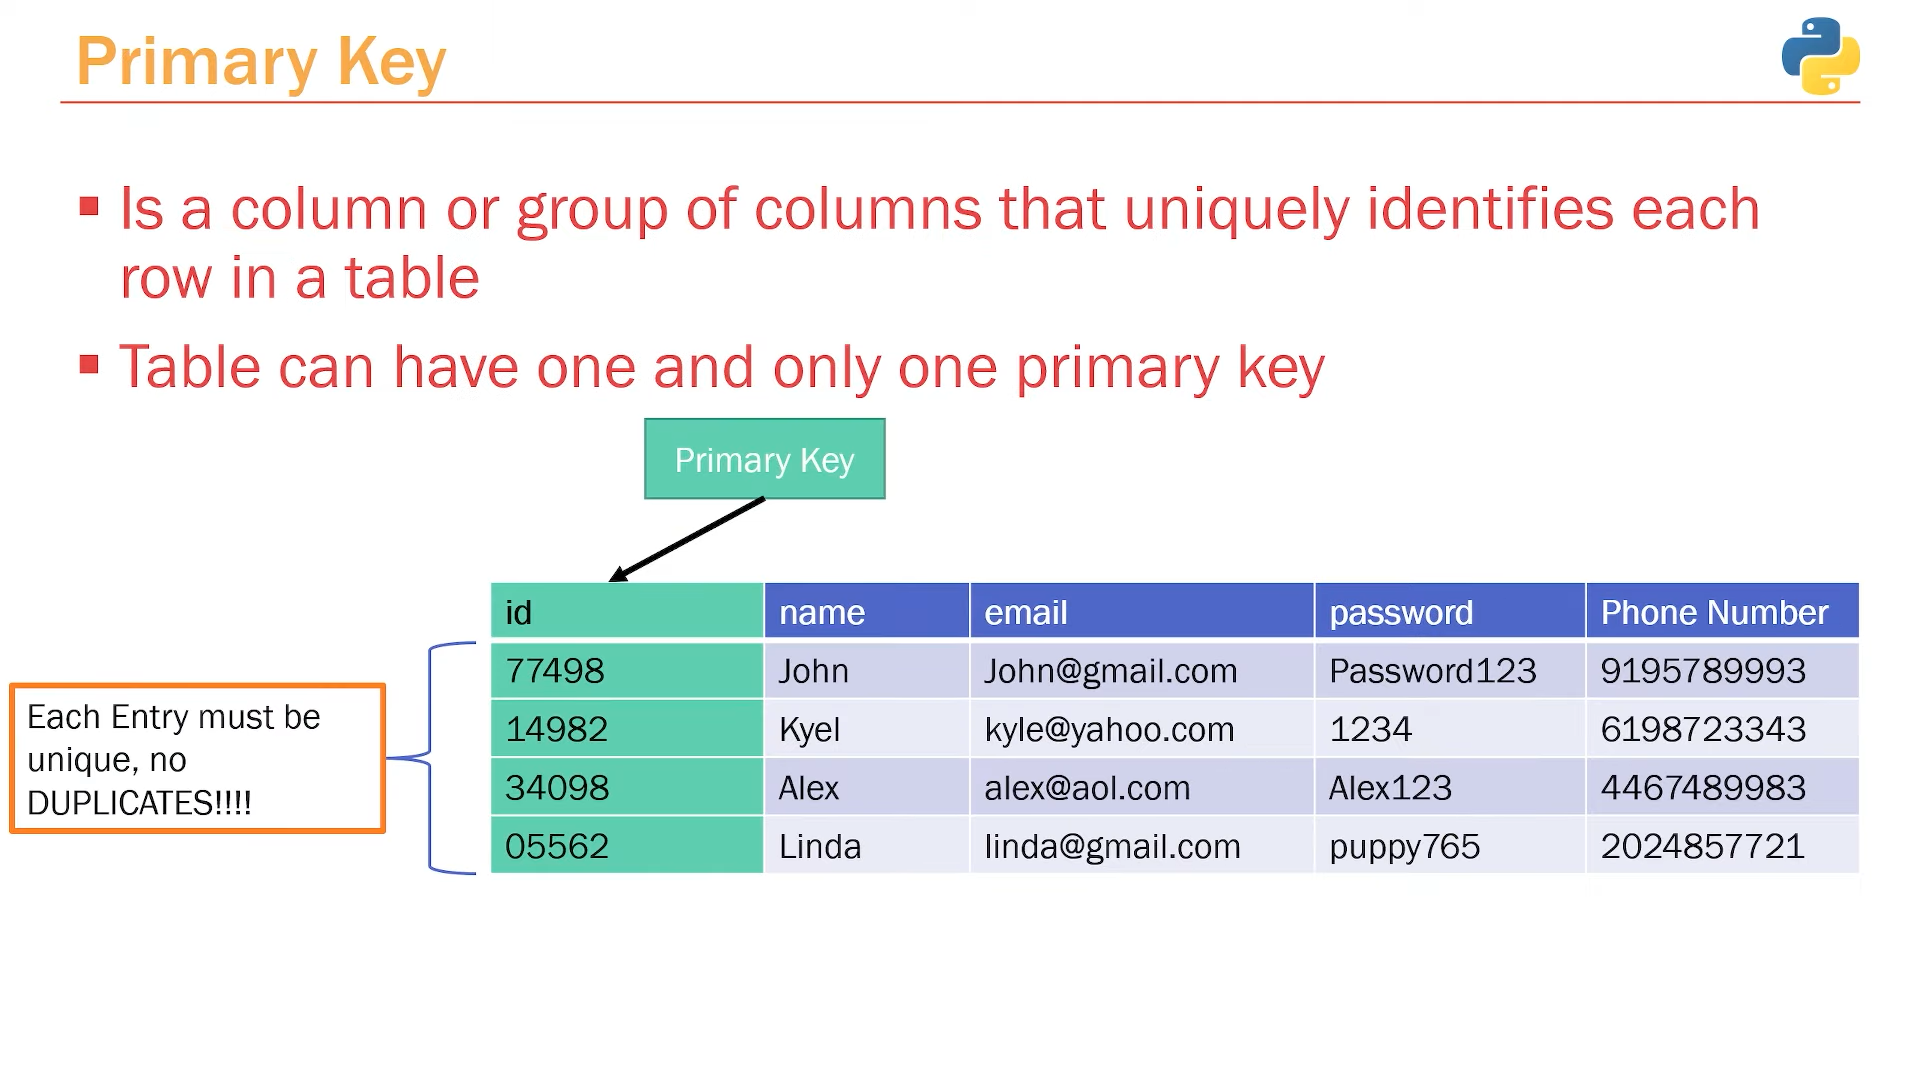 Primary Key
Is a column or group of columns that uniquely identifies each
row in a table
Table can have one and only one primary key
Primary Key
id name email password Phone Number
77498 John John@gmail.com Password123 9195789993
14982 Kyel kyle@yahoo.com 1234 6198723343
34098 Alex alex@aol.com Alex123 4467489983
05562 Linda linda@gmail.com puppy765 2024857721
Each Entry must be
unique, no
DUPLICATES!!!!